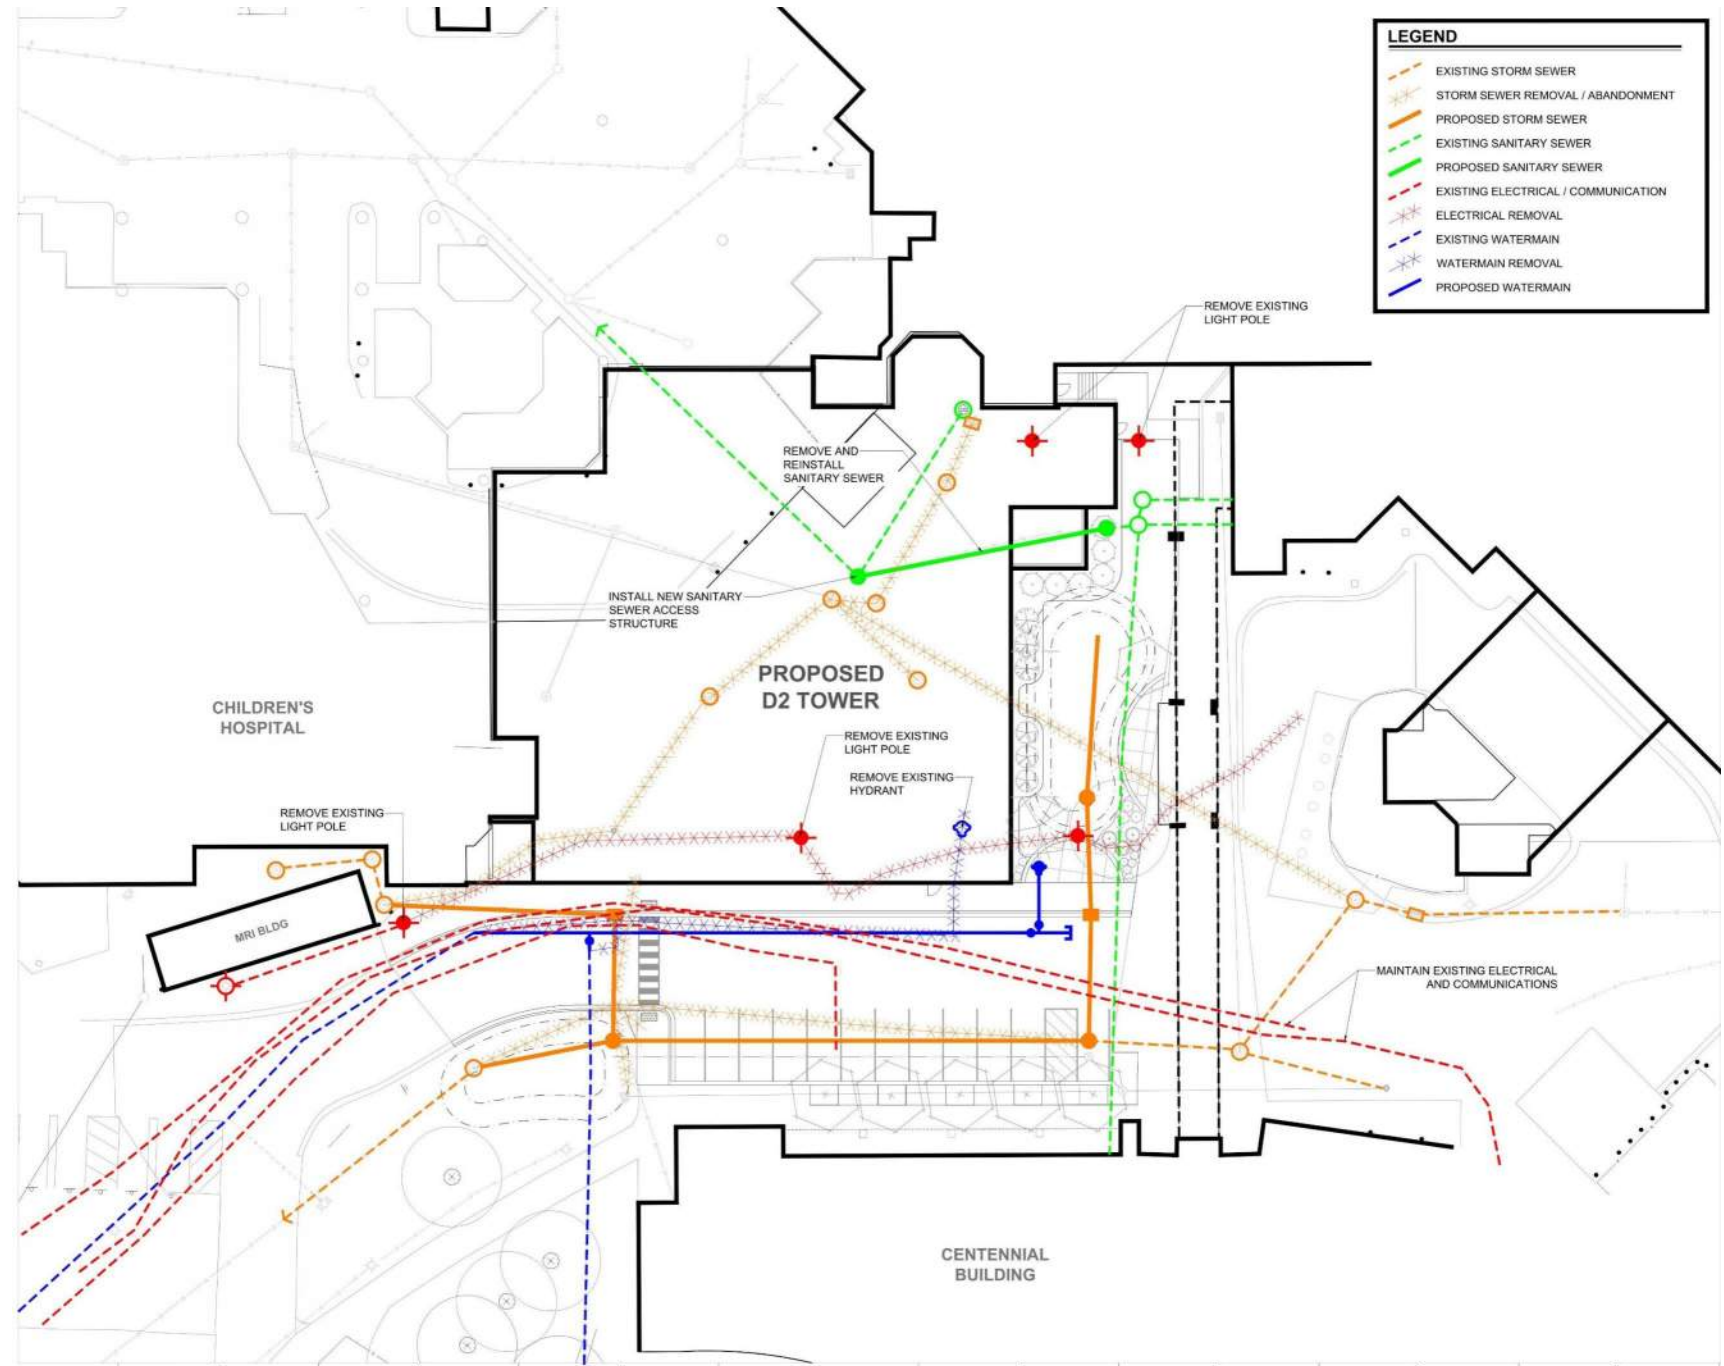 LEGEND
EXISTING STORM SEWER
STORM SEWER REMOVAL / ABANDONMENT
PROPOSED STORM SEWER
EXISTING SANITARY SEWER
PROPOSED SANITARY SEWER
EXISTING ELECTRICAL / COMMUNICATION
ELECTRICAL REMOVAL
EXISTING WATERMAIN
WATERMAIN REMOVAL
PROPOSED WATERMAIN
REMOVE EXISTING
LIGHT POLE
REMOVE AND
REINSTALL
SANITARY SEWER
INSTALL NEW SANITARY
SEWER ACCESS
STRUCTURE
PROPOSED
D2 TOWER
CHILDREN'S
HOSPITAL
REMOVE EXISTING
LIGHT POLE
REMOVE EXISTING
HYDRANT
REMOVE EXISTING
LIGHT POLE
MRI BLDG
MAINTAIN EXISTING ELECTRICAL
AND COMMUNICATIONS
CENTENNIAL
BUILDING